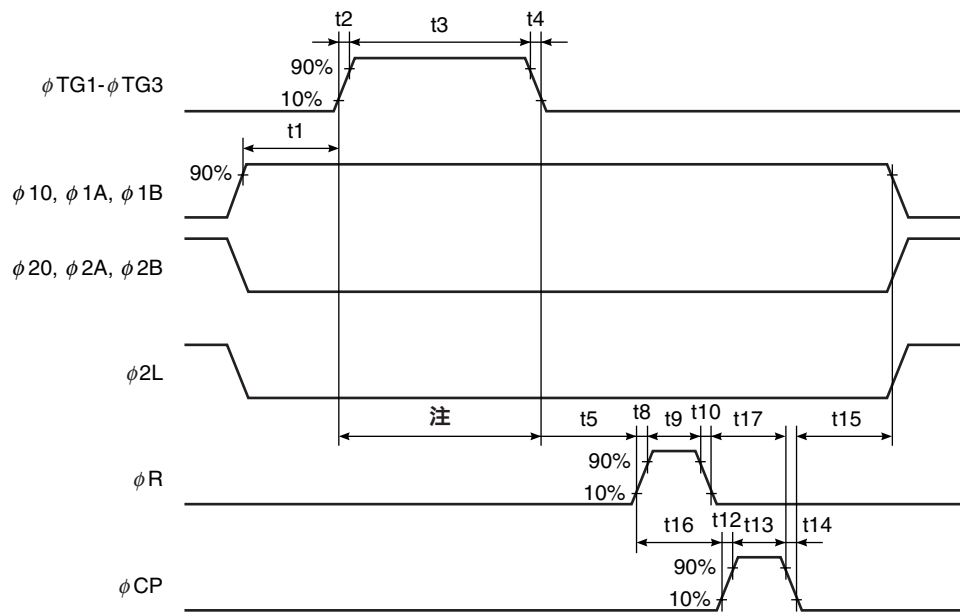 t2 t3 t4
90%
φTG1-φTG3
10%
t1
90%
φ10, φ1A, φ1B
φ20, φ2A, φ2B
φ2L
注 t5 t8 t9 t10 t17 t15
90%
φR
10%
t16 t12 t13 t14
90%
φCP
10%